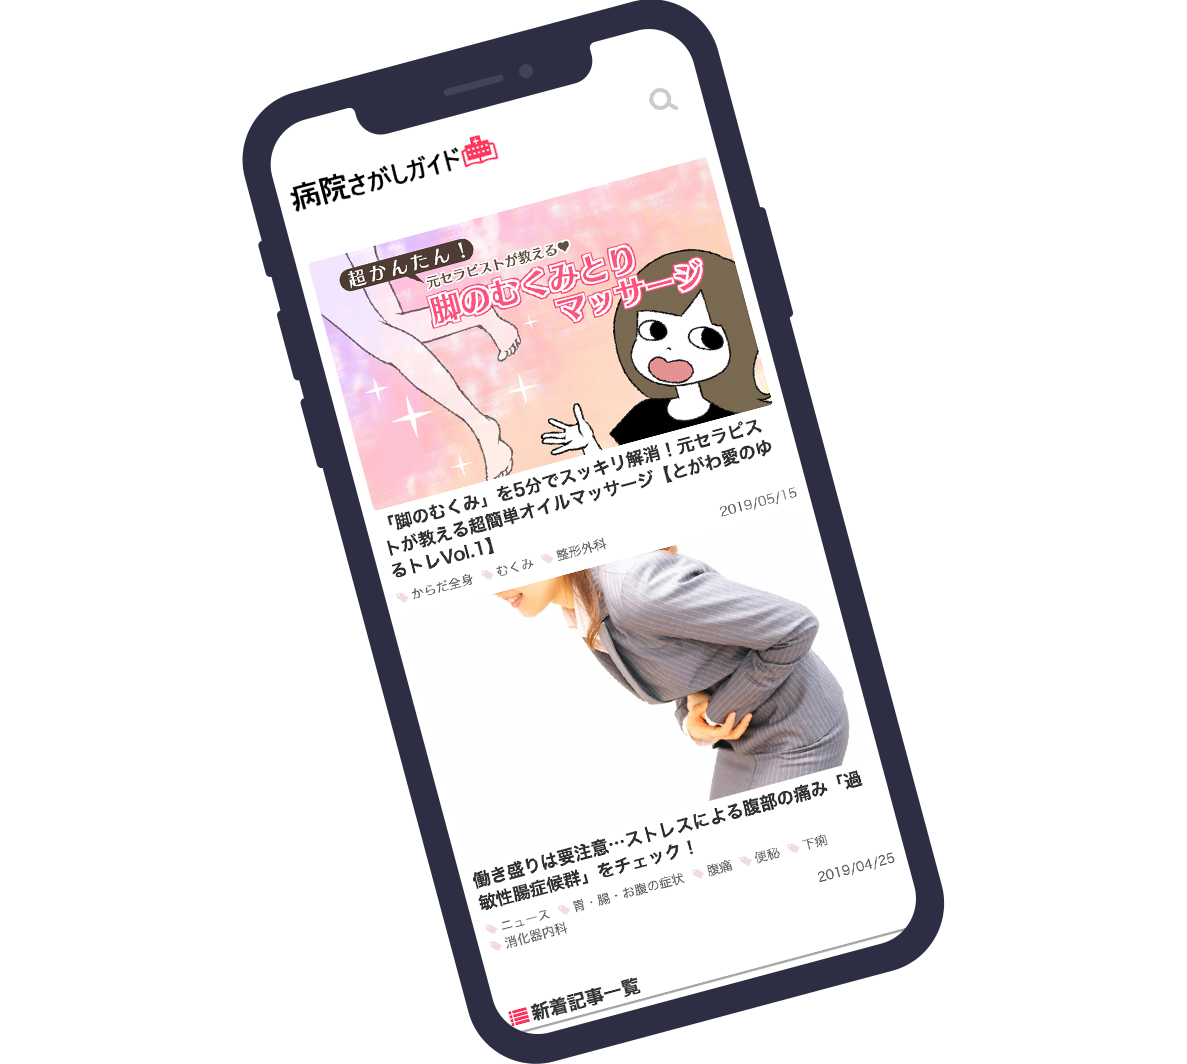 病院さがしガイド
超かんたん！
元セラピストが教える♥
脚のむくみとり
マッサージ
「脚のむくみ」を5分でスッキリ解消！元セラピス
トが教える超簡単オイルマッサージ【とがわ愛のゆ
るトレVol.1】
2019/05/15
からだ全身 むくみ 整形外科
働き盛りは要注意…ストレスによる腹部の痛み「過
敏性腸症候群」をチェック！
2019/04/25
ニュース 胃・腸・お腹の症状 腹痛 便秘 下痢
消化器内科
新着記事一覧